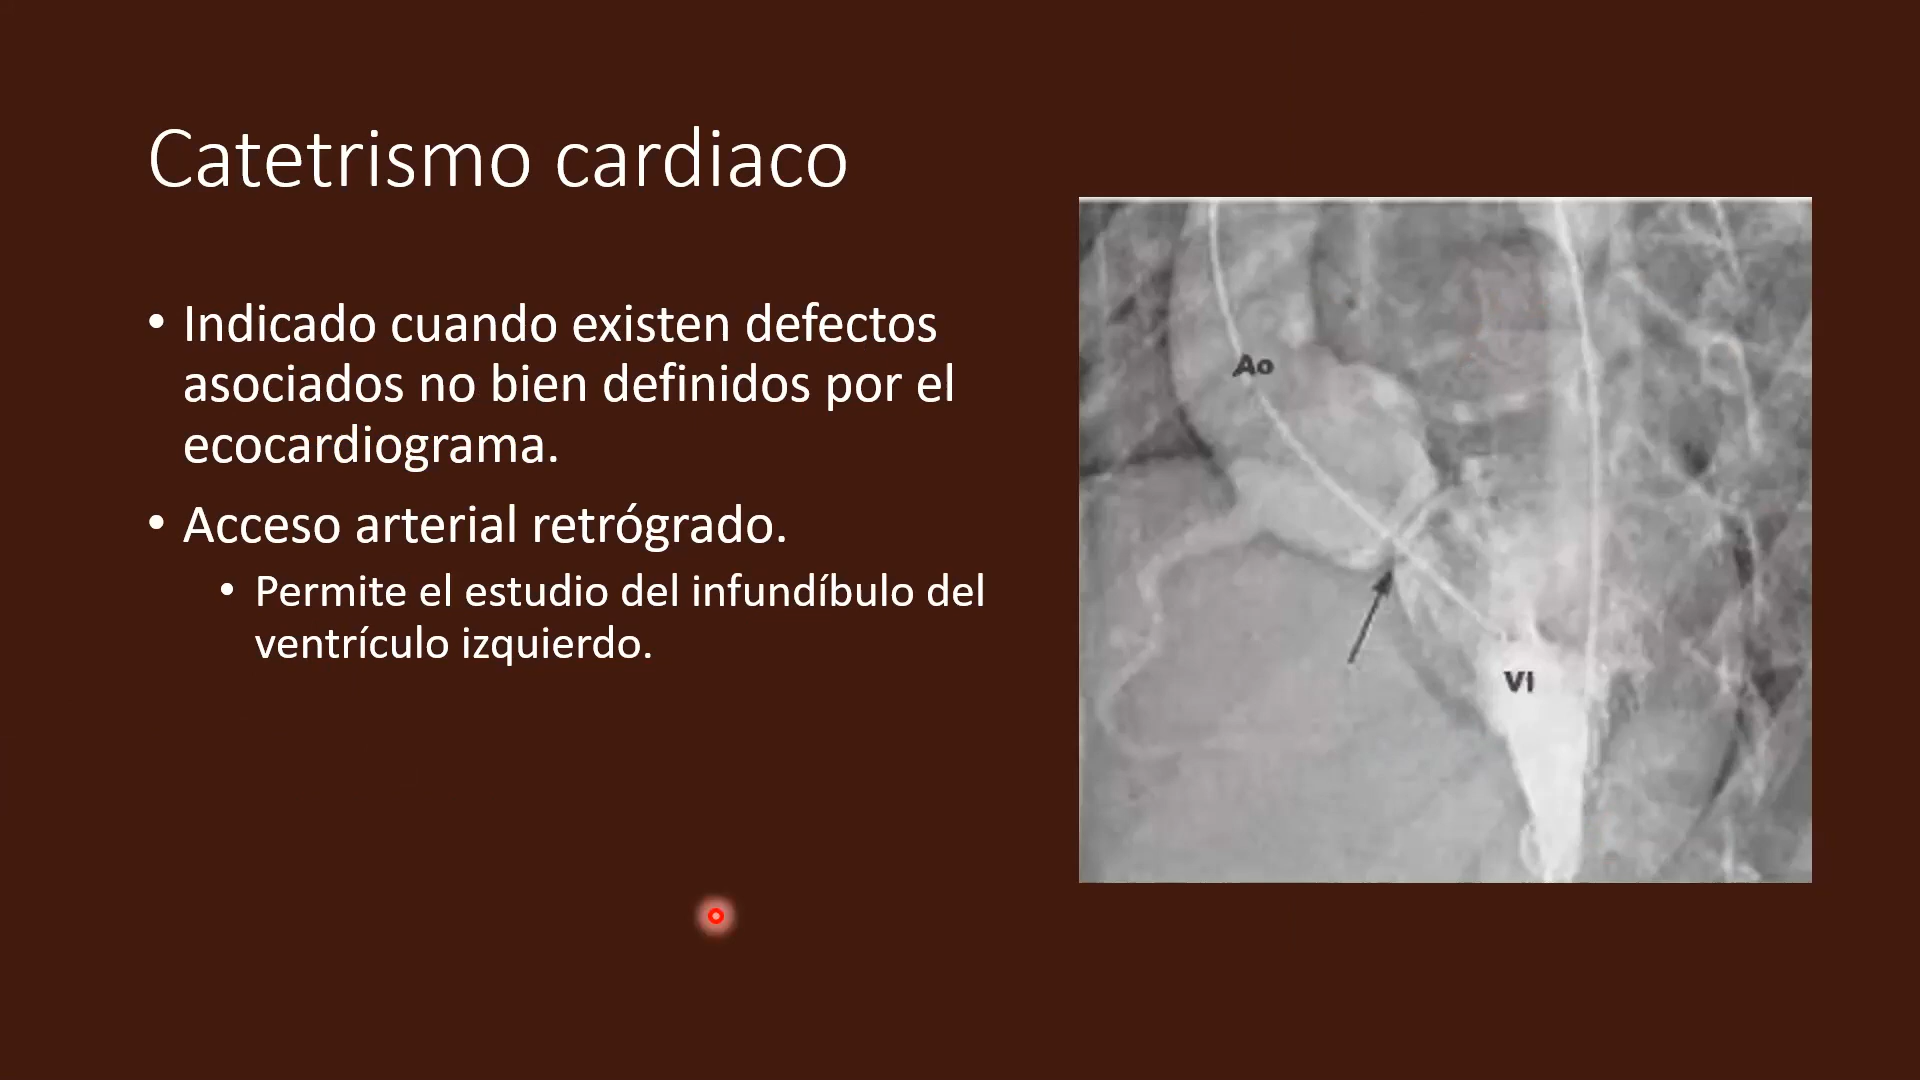 Catetrismo cardiaco
• Indicado cuando existen defectos
asociados no bien definidos por el
ecocardiograma.
• Acceso arterial retrógrado.
• Permite el estudio del infundíbulo del
ventrículo izquierdo.
Ao
VI